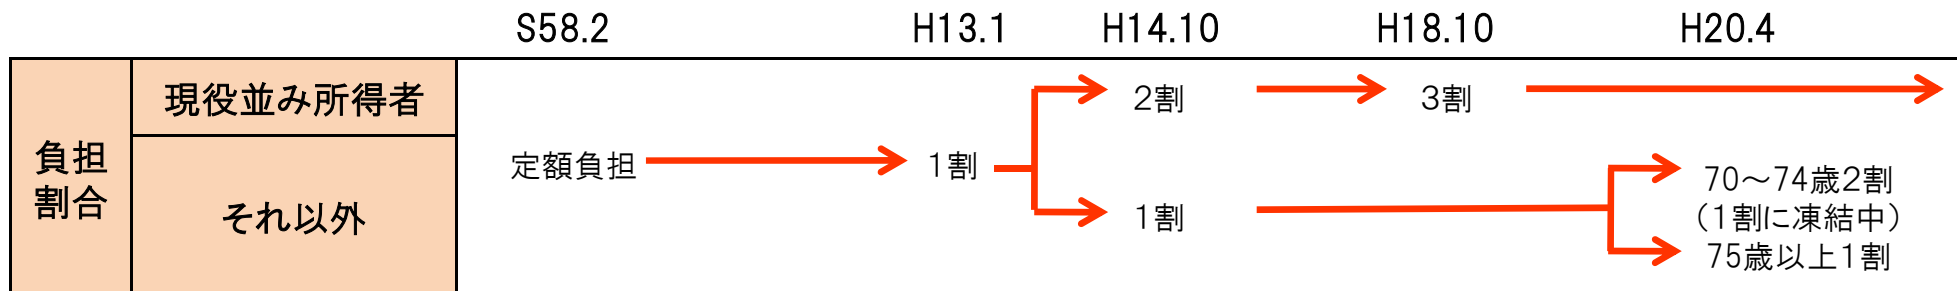 S58.2 H13.1 H14.10 H18.10 H20.4
負担
割合
現役並み所得者
それ以外
定額負担
1割
2割
3割
1割
70～74歳2割
（1割に凍結中）
75歳以上1割